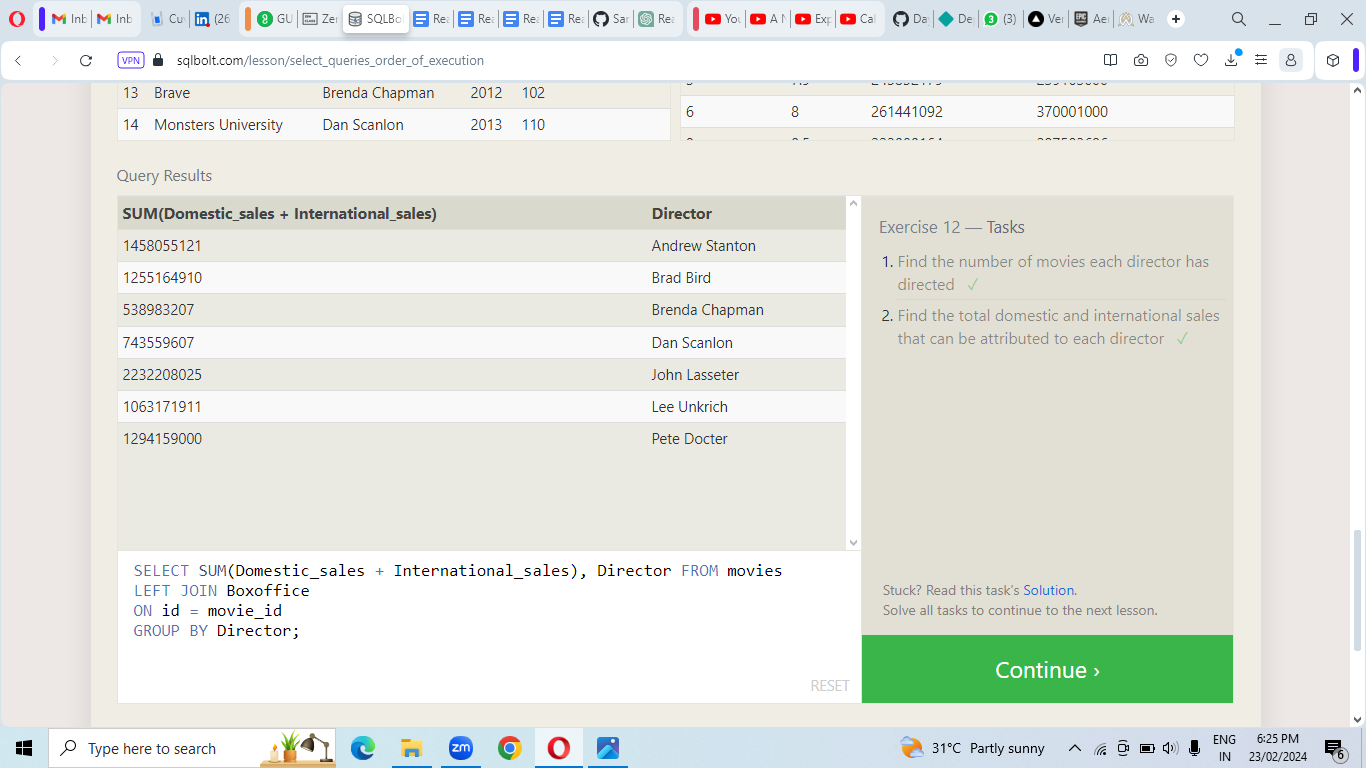 Inb
Inb
Cu
(26
GU
Zer
SQLBo
Rea
Rea
Rea
Rea
Sar
Rea
You
A N
Exp
Cal
Da
De
(3)
Ver
Aer
Wa
VPN
sqlbolt.com/lesson/select_queries_order_of_execution
13 Brave Brenda Chapman 2012 102
14 Monsters University Dan Scanlon 2013 110
6 8 261441092 370001000
Query Results
SUM(Domestic_sales + International_sales) Director
1458055121 Andrew Stanton
1255164910 Brad Bird
538983207 Brenda Chapman
743559607 Dan Scanlon
2232208025 John Lasseter
1063171911 Lee Unkrich
1294159000 Pete Docter
SELECT SUM(Domestic_sales + International_sales), Director FROM movies
LEFT JOIN Boxoffice
ON id = movie_id
GROUP BY Director;
RESET
Exercise 12 — Tasks
1. Find the number of movies each director has
directed ✓
2. Find the total domestic and international sales
that can be attributed to each director ✓
Stuck? Read this task's Solution.
Solve all tasks to continue to the next lesson.
Continue ›
Type here to search
zm
31°C Partly sunny
ENG
IN
6:25 PM
23/02/2024
6